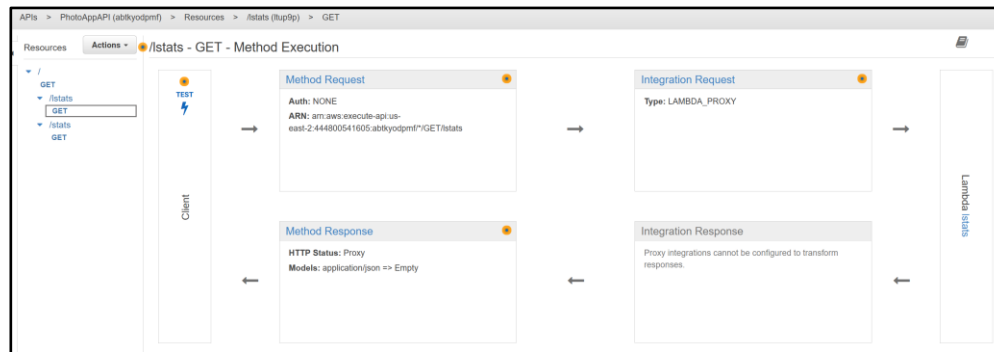 APIs > PhotoAppAPI (abtkyodpmf) > Resources > /lstats (ltup9p) > GET
Resources
Actions
/lstats - GET - Method Execution
/
GET
/lstats
GET
/stats
GET
TEST
Client
Method Request
Auth: NONE
ARN: arn:aws:execute-api:us-
east-2:444800541605:abtkyodpmf/*/GET/lstats
Integration Request
Type: LAMBDA_PROXY
Method Response
HTTP Status: Proxy
Models: application/json => Empty
Integration Response
Proxy integrations cannot be configured to transform
responses.
Lambda lstats